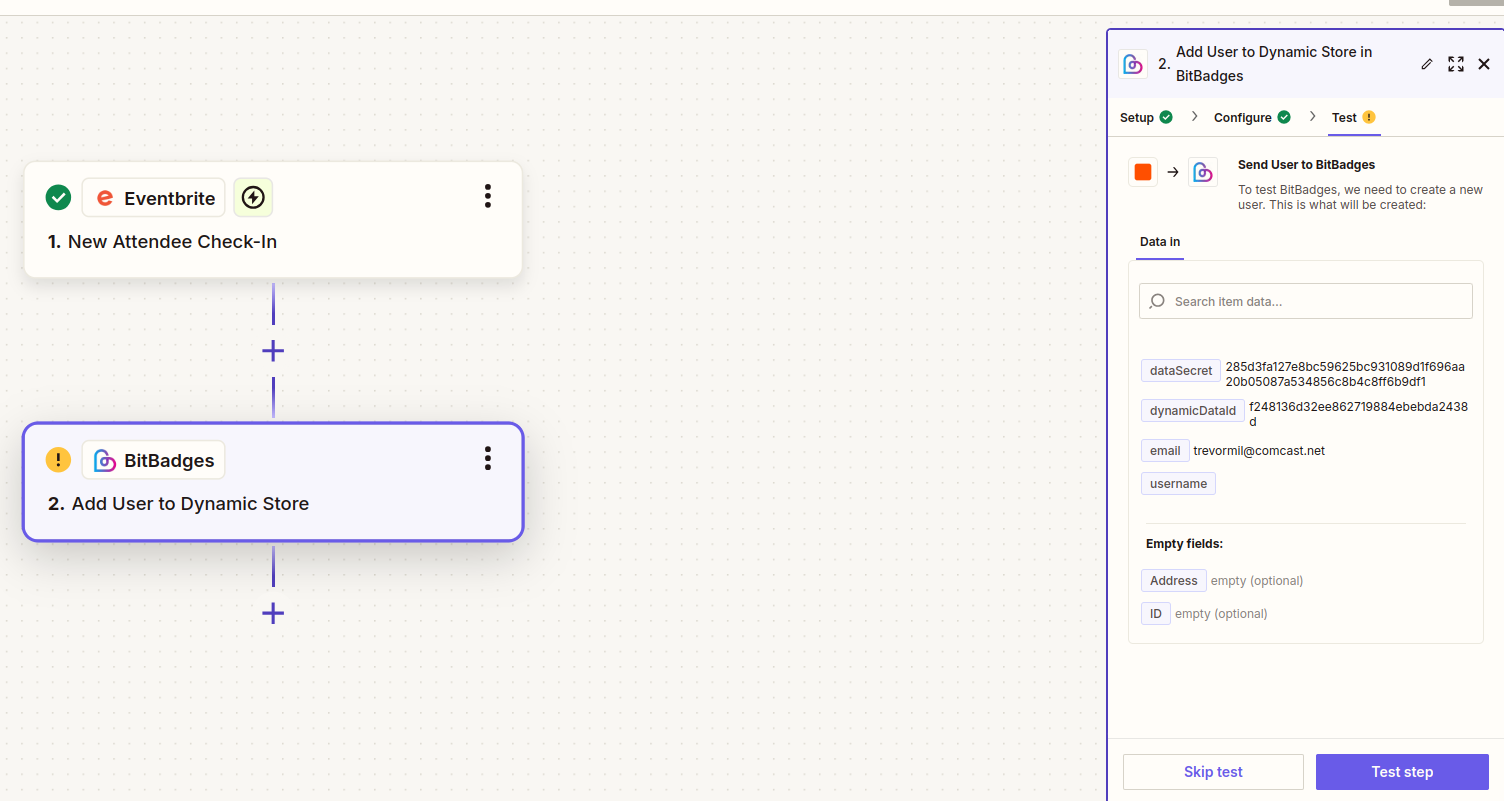 Eventbrite
1. New Attendee Check-In
BitBadges
2. Add User to Dynamic Store
2. Add User to Dynamic Store in
BitBadges
Setup
Configure
Test
Send User to BitBadges
To test BitBadges, we need to create a new
user. This is what will be created:
Data in
Search item data...
dataSecret 285d3fa127e8bc59625bc931089d1f696aa
20b05087a534856c8b4c8ff6b9df1
dynamicDataId f248136d32ee862719884ebebda2438
d
email trevormil@comcast.net
username
Empty fields:
Address empty (optional)
ID empty (optional)
Skip test
Test step